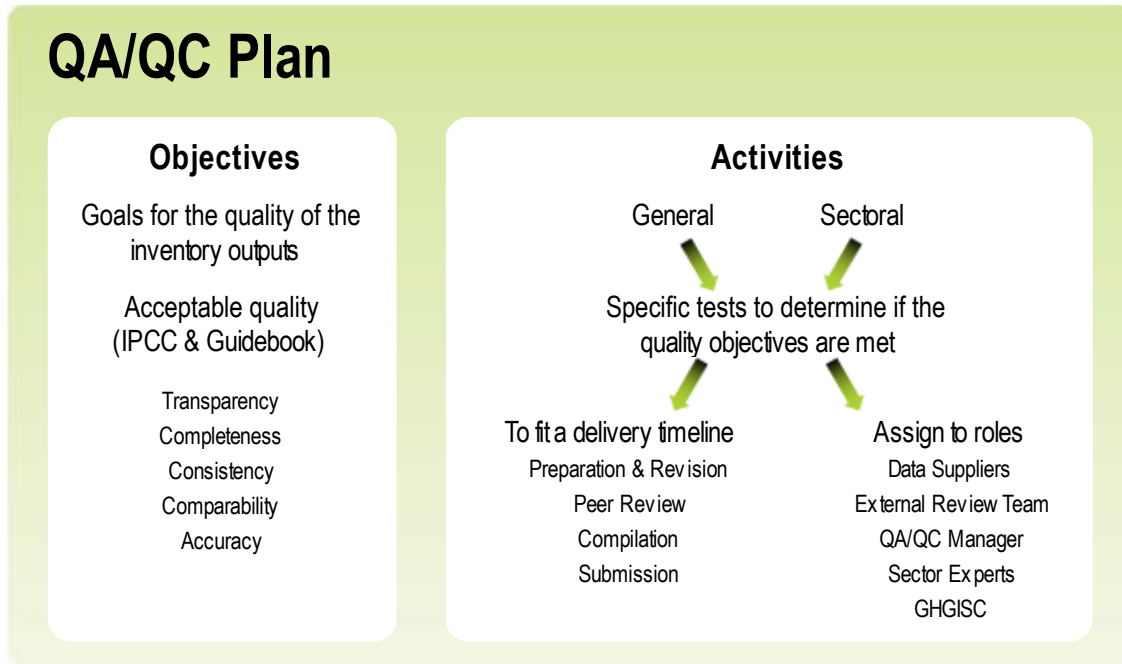 QA/QC Plan
Objectives
Goals for the quality of the
inventory outputs
Acceptable quality
(IPCC & Guidebook)
Transparency
Completeness
Consistency
Comparability
Accuracy
Activities
General
Sectoral
Specific tests to determine if the
quality objectives are met
To fit a delivery timeline
Preparation & Revision
Peer Review
Compilation
Submission
Assign to roles
Data Suppliers
External Review Team
QA/QC Manager
Sector Experts
GHGISC